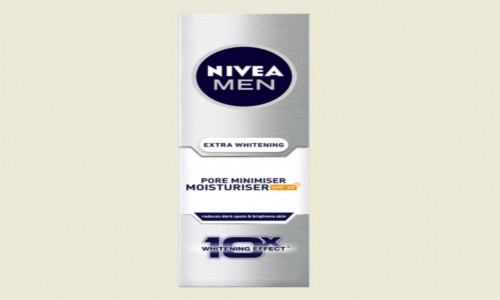 NIVEA
MEN
EXTRA WHITENING
PORE MINIMISER
MOISTURISER
reduces dark spots & brightens skin
10X
WHITENING EFFECT*